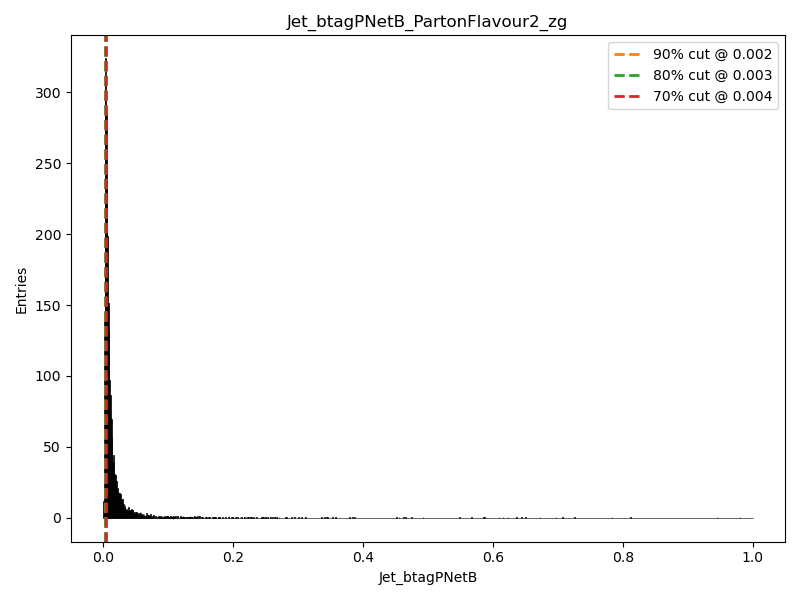 Jet_btagPNetB_PartonFlavour2_zg
90% cut @ 0.002
80% cut @ 0.003
70% cut @ 0.004
Entries
300
250
200
150
100
50
0
0.0 0.2 0.4 0.6 0.8 1.0
Jet_btagPNetB